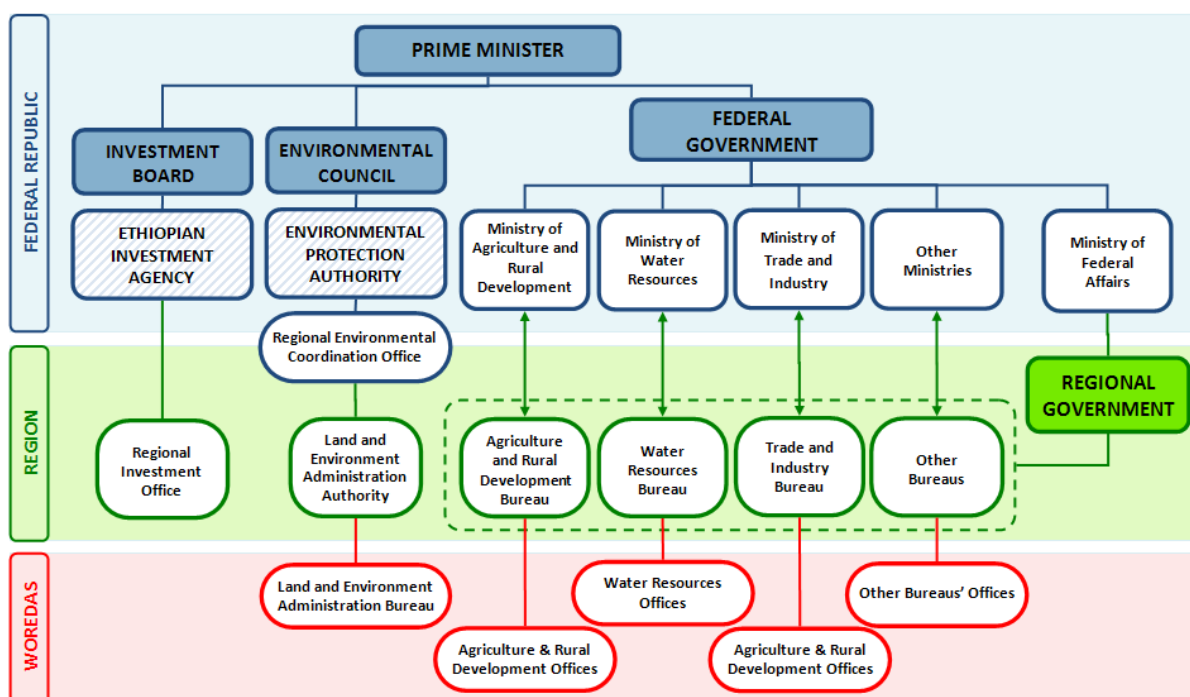 FEDERAL REPUBLIC
PRIME MINISTER
INVESTMENT
BOARD
ENVIRONMENTAL
COUNCIL
FEDERAL
GOVERNMENT
ETHIOPIAN
INVESTMENT
AGENCY
ENVIRONMENTAL
PROTECTION
AUTHORITY
Ministry of
Agriculture and
Rural
Development
Ministry of
Water
Resources
Ministry of
Trade and
Industry
Other
Ministries
Ministry of
Federal
Affairs
Regional Environmental
Coordination Office
REGION
REGIONAL
GOVERNMENT
Regional
Investment
Office
Land and
Environment
Administration
Authority
Agriculture
and Rural
Development
Bureau
Water
Resources
Bureau
Trade and
Industry
Bureau
Other
Bureaus
WOREDAS
Land and Environment
Administration Bureau
Water Resources
Offices
Other Bureaus' Offices
Agriculture & Rural
Development Offices
Agriculture & Rural
Development Offices